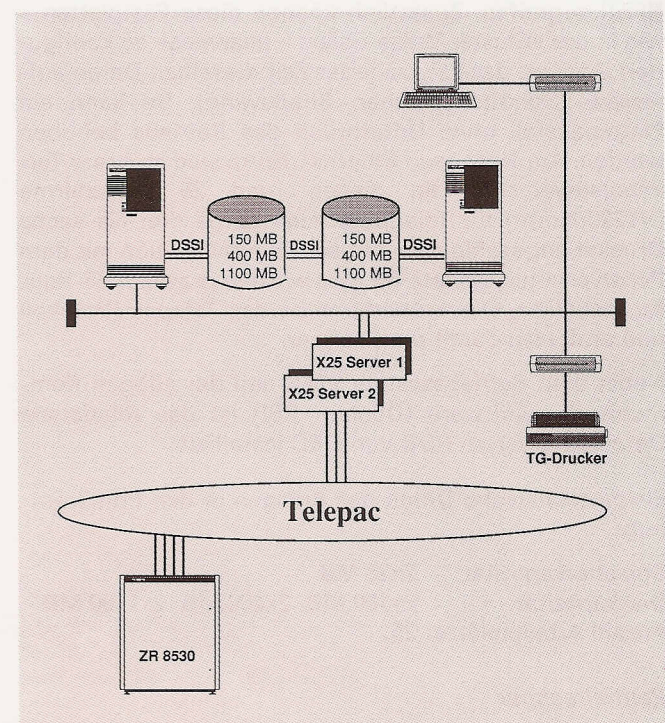 DSSI
150 MB
400 MB
1100 MB
DSSI
150 MB
400 MB
1100 MB
DSSI
X25 Server 1
X25 Server 2
TG-Drucker
Telepac
ZR 8530